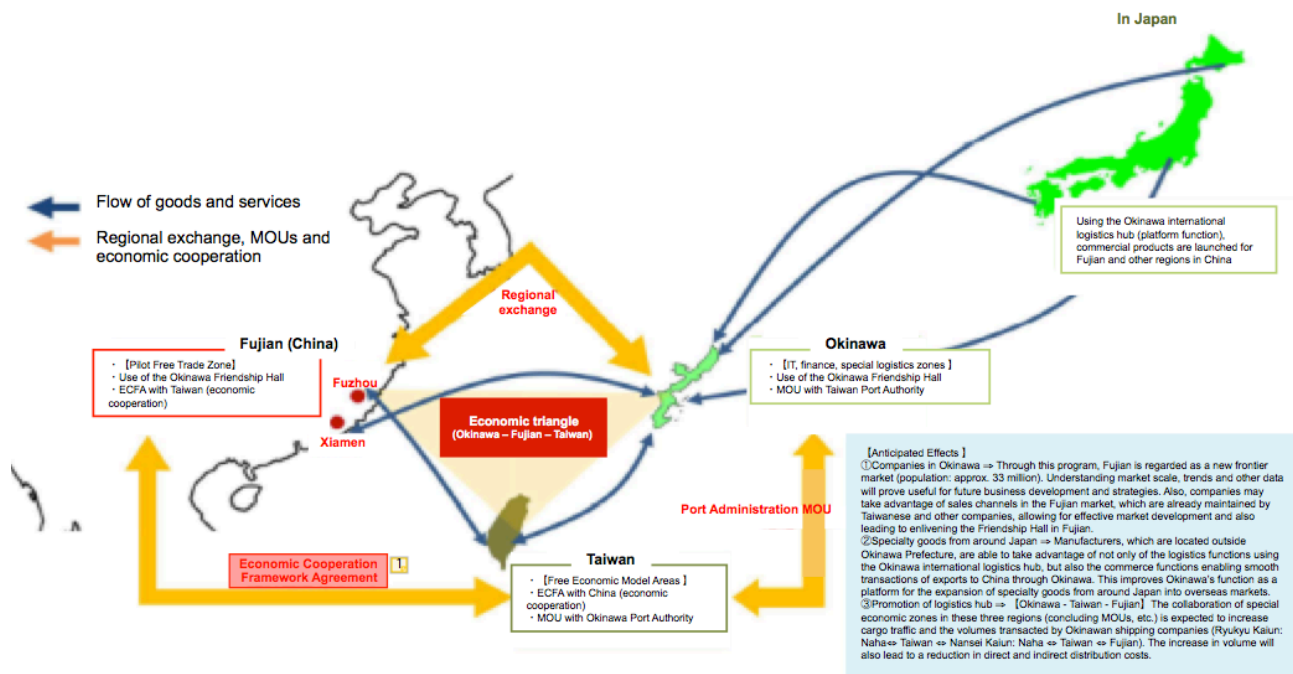 In Japan
Flow of goods and services
Regional exchange, MOUs and
economic cooperation
Using the Okinawa international
logistics hub (platform function),
commercial products are launched for
Fujian and other regions in China
Regional
exchange
Fujian (China)
・【Pilot Free Trade Zone】
・Use of the Okinawa Friendship Hall
・ECFA with Taiwan (economic
cooperation)
Fuzhou
Xiamen
Okinawa
・【IT, finance, special logistics zones 】
・Use of the Okinawa Friendship Hall
・MOU with Taiwan Port Authority
Economic triangle
(Okinawa – Fujian – Taiwan)
Port Administration MOU
Economic Cooperation
Framework Agreement
1
Taiwan
・【Free Economic Model Areas 】
・ECFA with China (economic
cooperation)
・MOU with Okinawa Port Authority
【Anticipated Effects 】
①Companies in Okinawa ⇒ Through this program, Fujian is regarded as a new frontier
market (population: approx. 33 million). Understanding market scale, trends and other data
will prove useful for future business development and strategies. Also, companies may
take advantage of sales channels in the Fujian market, which are already maintained by
Taiwanese and other companies, allowing for effective market development and also
leading to enlivening the Friendship Hall in Fujian.
②Specialty goods from around Japan ⇒ Manufacturers, which are located outside
Okinawa Prefecture, are able to take advantage of not only of the logistics functions using
the Okinawa international logistics hub, but also the commerce functions enabling smooth
transactions of exports to China through Okinawa. This improves Okinawa's function as a
platform for the expansion of specialty goods from around Japan into overseas markets.
③Promotion of logistics hub ⇒ 【Okinawa - Taiwan - Fujian】 The collaboration of special
economic zones in these three regions (concluding MOUs, etc.) is expected to increase
cargo traffic and the volumes transacted by Okinawan shipping companies (Ryukyu Kaiun:
Naha⇔ Taiwan ⇔ Nansei Kaiun: Naha ⇔ Taiwan ⇔ Fujian). The increase in volume will
also lead to a reduction in direct and indirect distribution costs.